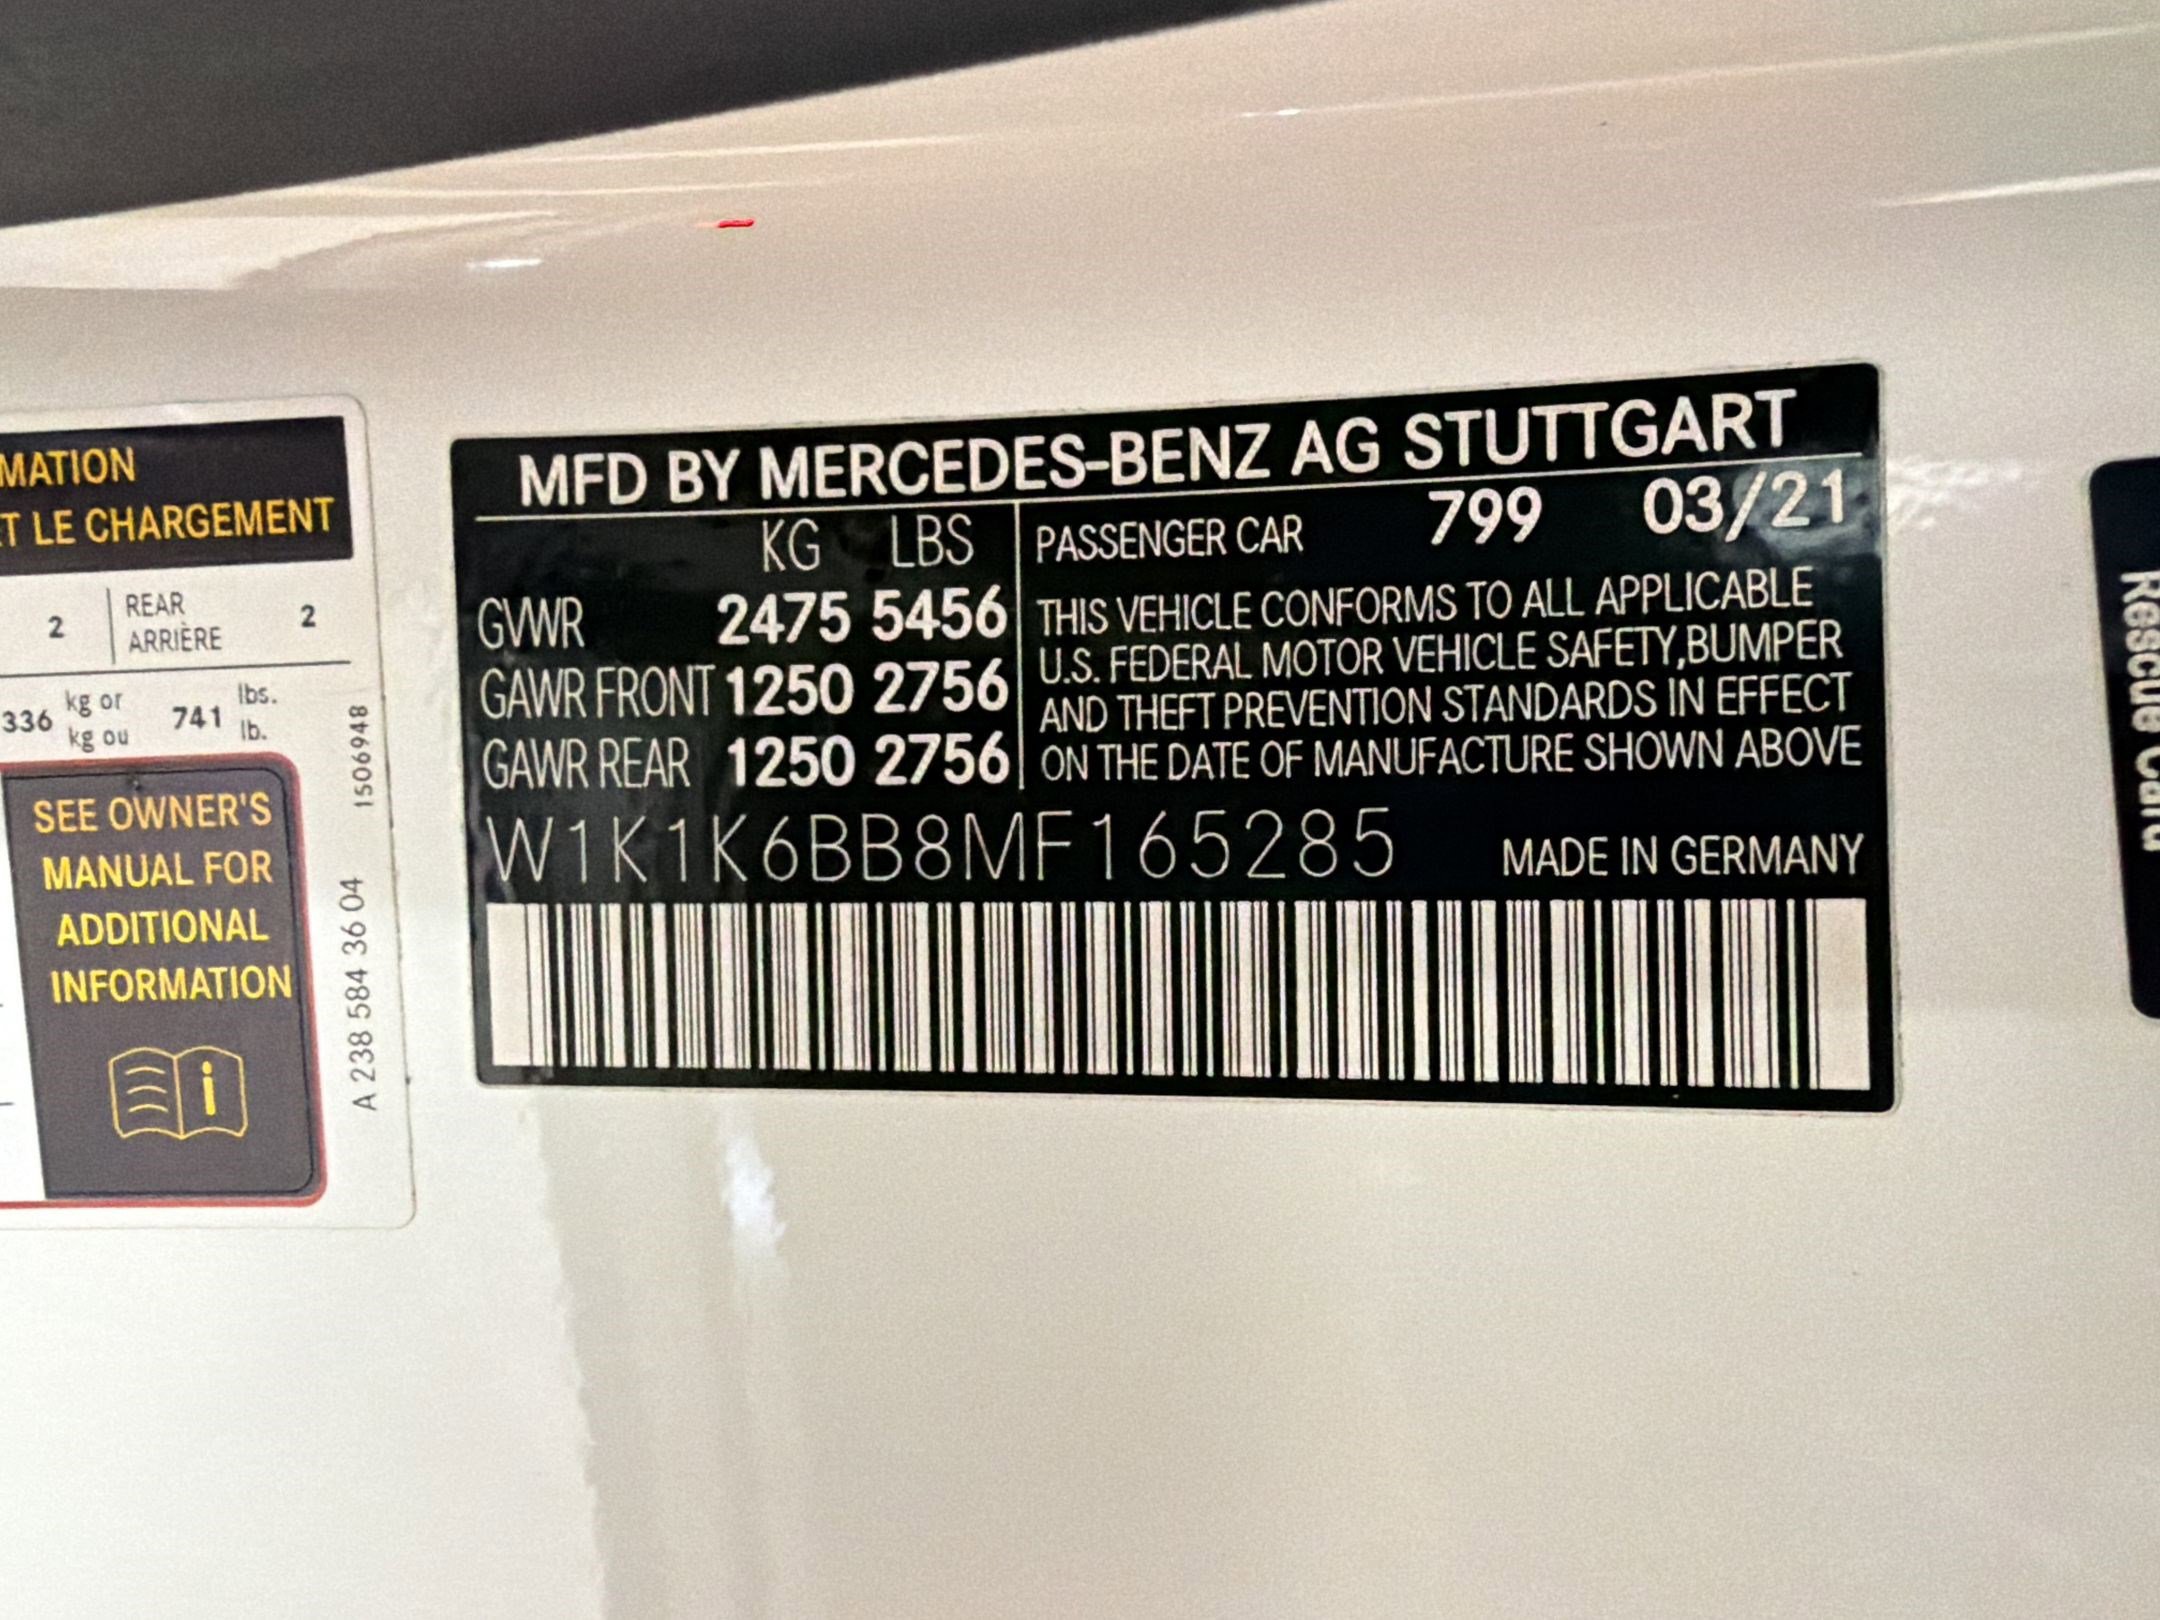 MATION
T LE CHARGEMENT
2 REAR 2
ARRIÈRE
336 kg or 741 lbs.
kg ou lb.
SEE OWNER'S
MANUAL FOR
ADDITIONAL
INFORMATION
i
A 238 584 36 04 1506948
MFD BY MERCEDES-BENZ AG STUTTGART
KG LBS
GVWR 2475 5456
GAWR FRONT 1250 2756
GAWR REAR 1250 2756
PASSENGER CAR 799 03/21
THIS VEHICLE CONFORMS TO ALL APPLICABLE
U.S. FEDERAL MOTOR VEHICLE SAFETY,BUMPER
AND THEFT PREVENTION STANDARDS IN EFFECT
ON THE DATE OF MANUFACTURE SHOWN ABOVE
W1K1K6BB8MF165285 MADE IN GERMANY
Rescue Card